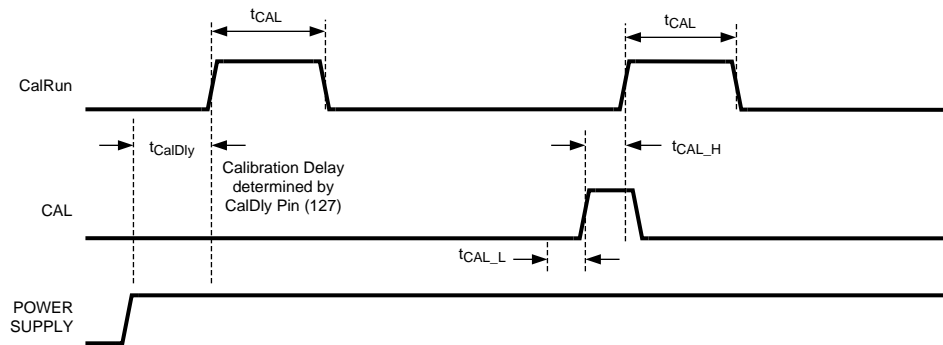 tCAL
tCAL
CalRun
tCalDly
tCAL_H
Calibration Delay
determined by
CalDly Pin (127)
CAL
tCAL_L
POWER
SUPPLY